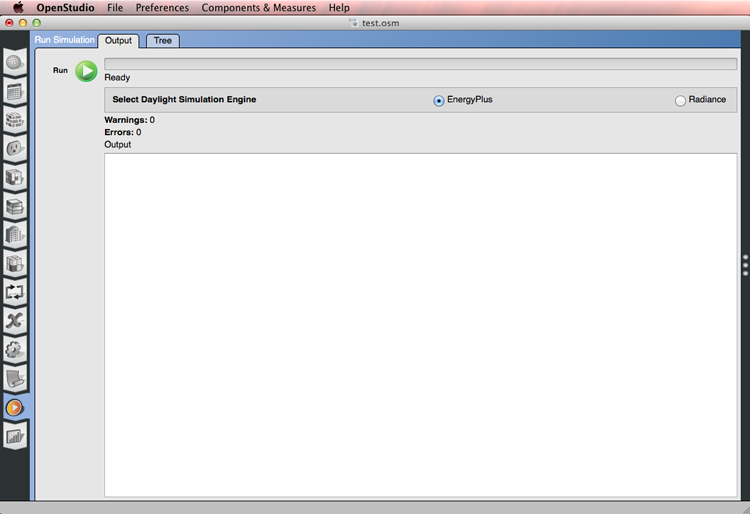 OpenStudio File Preferences Components & Measures Help
test.osm
Run Simulation Output Tree
Run
Ready
Select Daylight Simulation Engine EnergyPlus Radiance
Warnings: 0
Errors: 0
Output